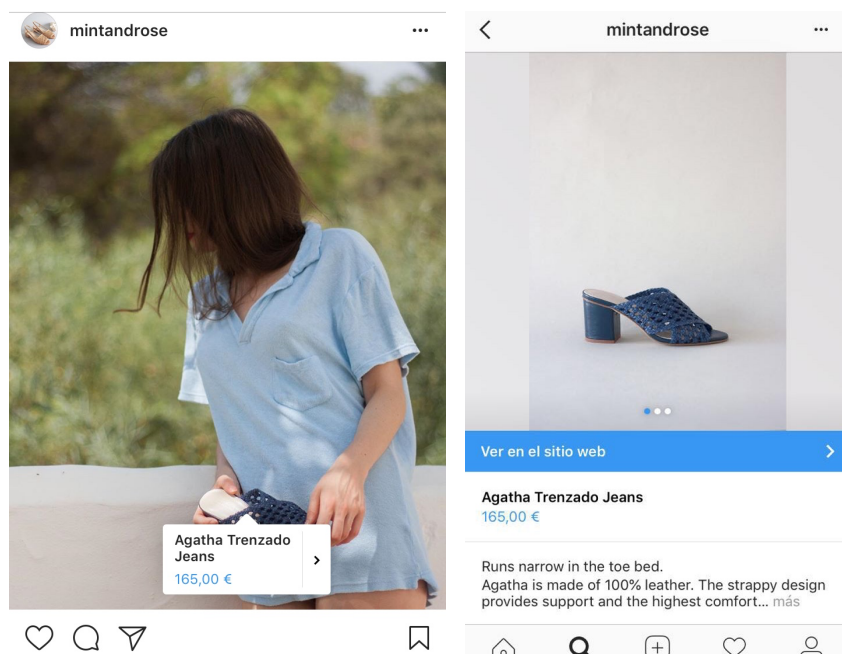 mintandrose
Agatha Trenzado
Jeans
165,00 €
mintandrose
Ver en el sitio web
Agatha Trenzado Jeans
165,00 €
Runs narrow in the toe bed.
Agatha is made of 100% leather. The strappy design
provides support and the highest comfort... más